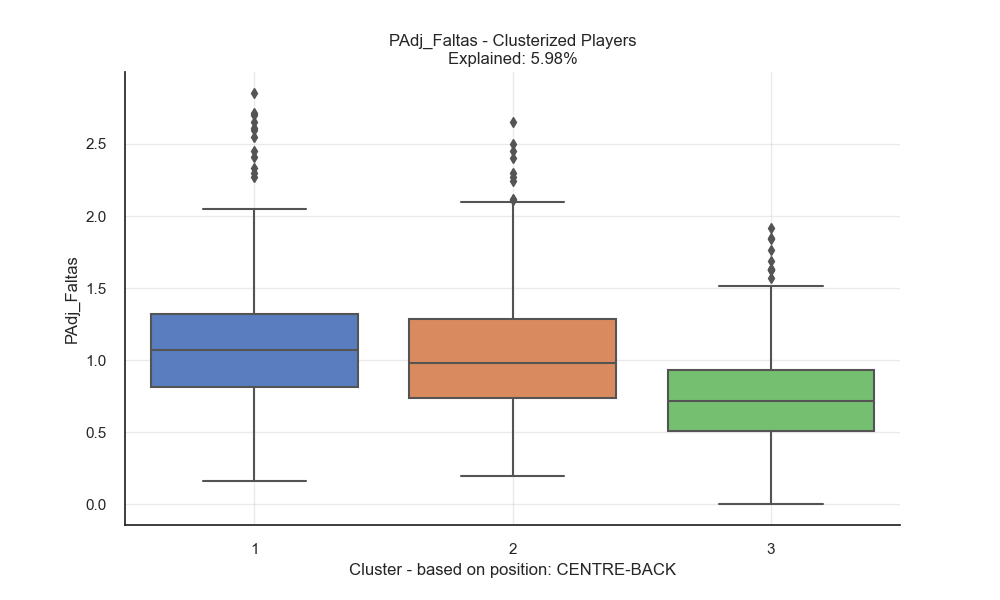 PAdj_Faltas - Clusterized Players
Explained: 5.98%
PAdj_Faltas
2.5
2.0
1.5
1.0
0.5
0.0
1
2
3
Cluster - based on position: CENTRE-BACK